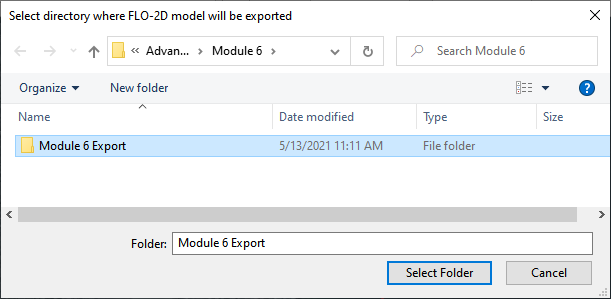 Select directory where FLO-2D model will be exported
« Advan... › Module 6 ›
Search Module 6
Organize
New folder
Name Date modified Type Size
Module 6 Export 5/13/2021 11:11 AM File folder
Folder: Module 6 Export
Select Folder Cancel